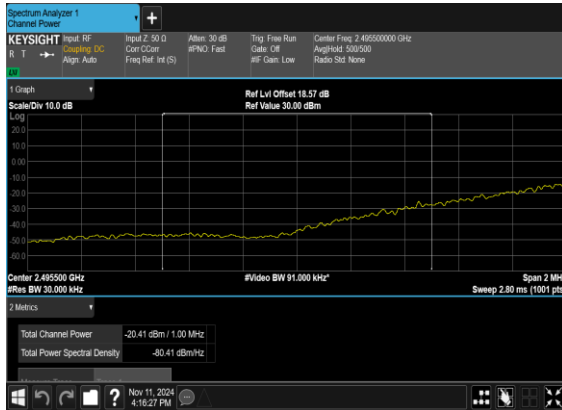 Spectrum Analyzer 1
Channel Power
+
KEYSIGHT Input: RF Input Z: 50 Ω Atten: 30 dB Trig: Free Run Center Freq: 2.495500000 GHz
R T Coupling: DC Corr CCorr #PNO: Fast Gate: Off Avg|Hold: 500/500
Align: Auto Freq Ref: Int (S) #IF Gain: Low Radio Std: None
LXI
1 Graph
Ref Lvl Offset 18.57 dB
Scale/Div 10.0 dB Ref Value 30.00 dBm
Log
20.0
10.0
0.00
-10.0
-20.0
-30.0
-40.0
-50.0
-60.0
Center 2.495500 GHz #Video BW 91.000 kHz* Span 2 MH
#Res BW 30.000 kHz Sweep 2.80 ms (1001 pts
2 Metrics
Total Channel Power -20.41 dBm / 1.00 MHz
Total Power Spectral Density -80.41 dBm/Hz
? Nov 11, 2024
4:16:27 PM